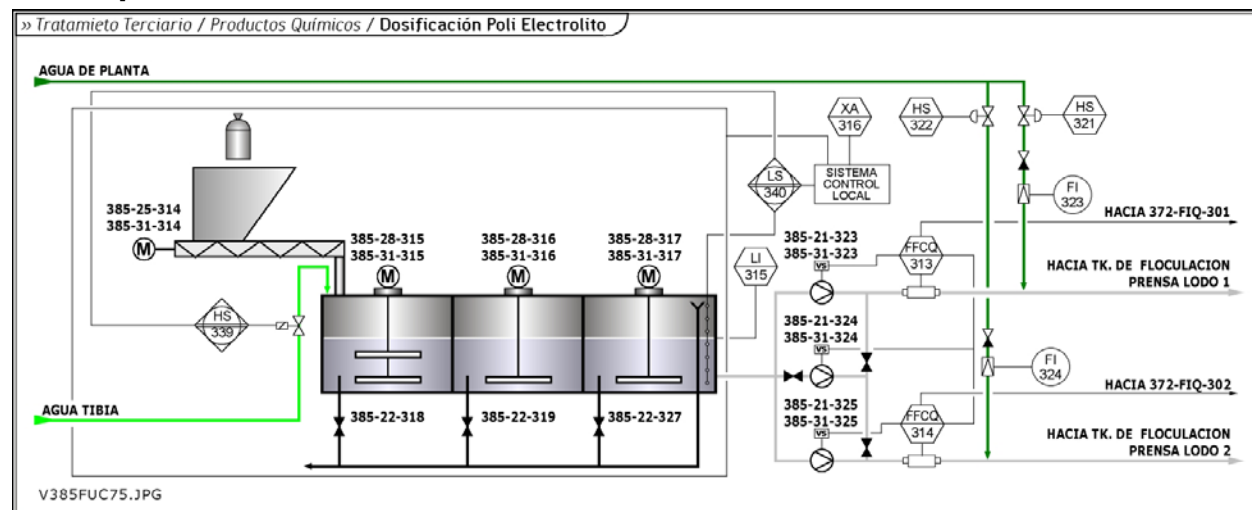 » Tratamieto Terciario / Productos Químicos / Dosificación Poli Electrolito
AGUA DE PLANTA
XA
316
HS
322
HS
321
LS
340
SISTEMA
CONTROL
LOCAL
FI
323
385-25-314
385-31-314
M
385-28-315
385-31-315
M
385-28-316
385-31-316
M
385-28-317
385-31-317
M
LI
315
385-21-323
385-31-323
VS
FFCQ
313
HACIA 372-FIQ-301
HACIA TK. DE FLOCULACION
PRENSA LODO 1
HS
339
385-21-324
385-31-324
VS
FI
324
AGUA TIBIA
385-22-318
385-22-319
385-22-327
385-21-325
385-31-325
VS
FFCQ
314
HACIA 372-FIQ-302
HACIA TK. DE FLOCULACION
PRENSA LODO 2
V385FUC75.JPG